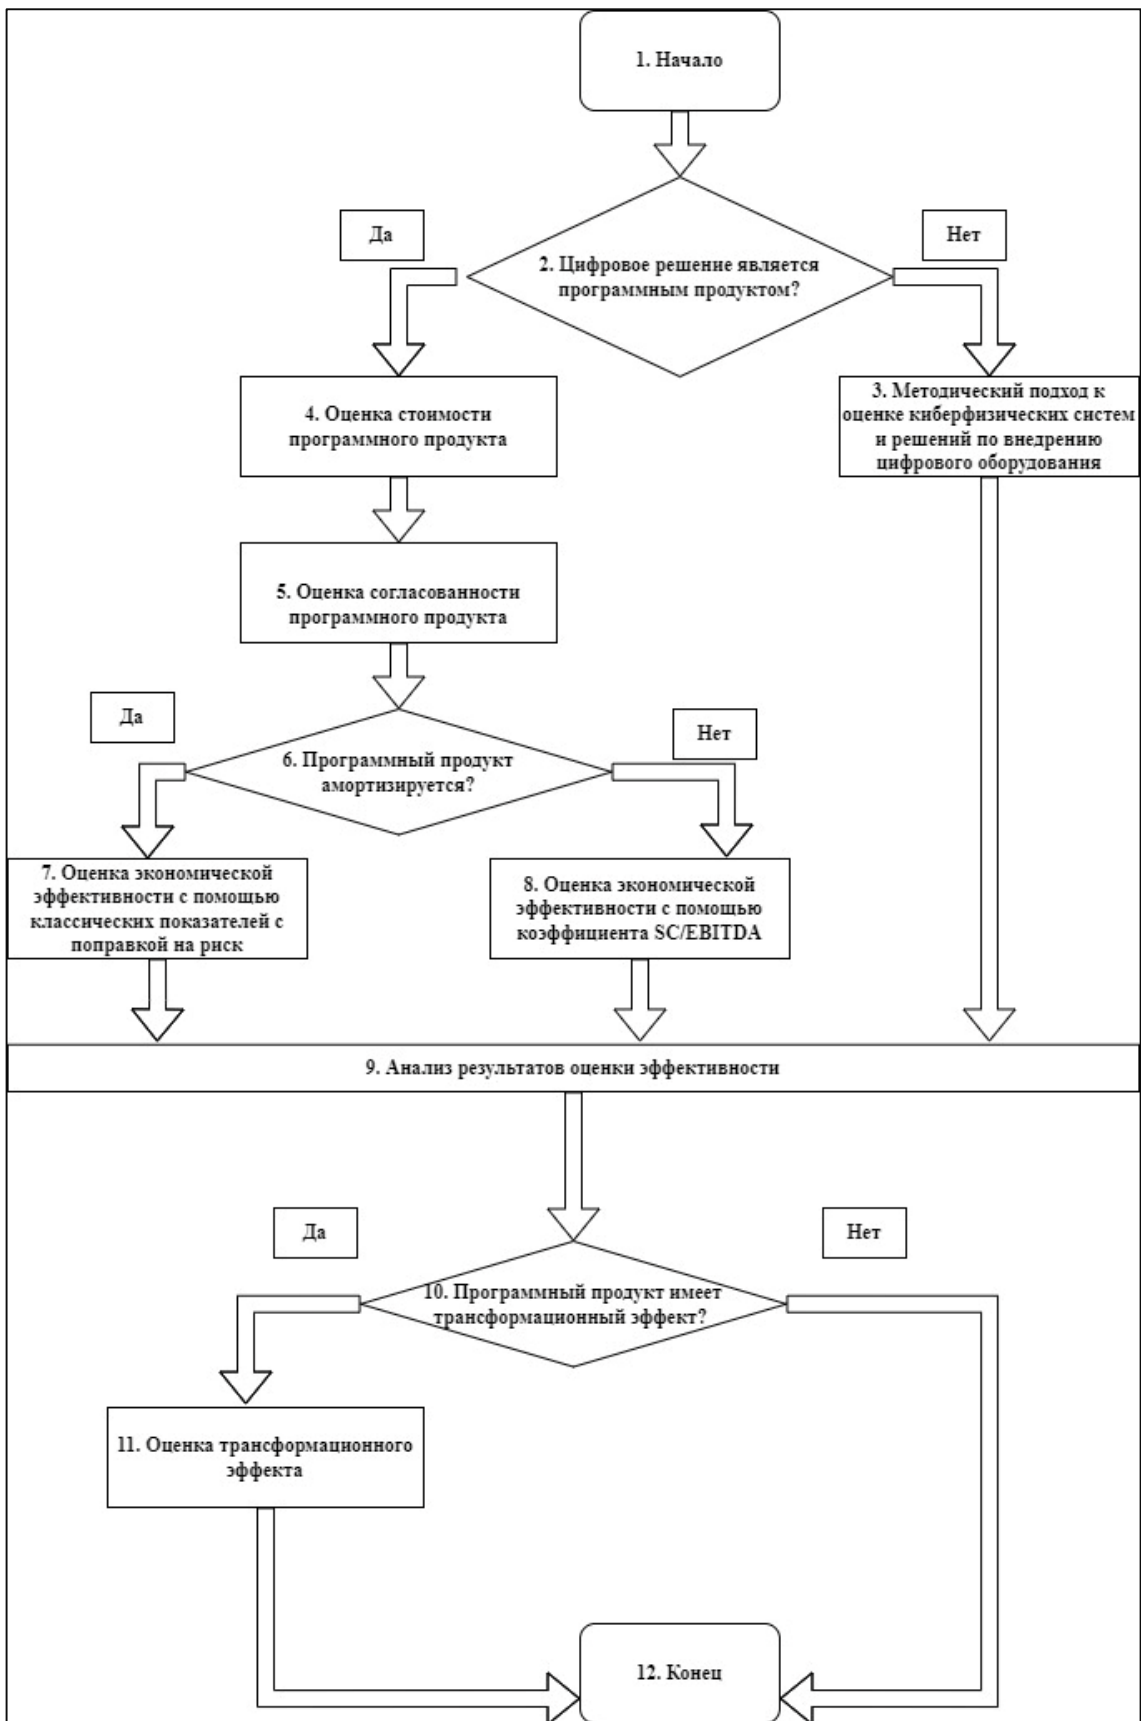 1. Начало
Да
Нет
2. Цифровое решение является
программным продуктом?
4. Оценка стоимости
программного продукта
3. Методический подход к
оценке киберфизических систем
и решений по внедрению
цифрового оборудования
5. Оценка согласованности
программного продукта
Да
Нет
6. Программный продукт
амортизируется?
7. Оценка экономической
эффективности с помощью
классических показателей с
поправкой на риск
8. Оценка экономической
эффективности с помощью
коэффициента SC/EBITDA
9. Анализ результатов оценки эффективности
Да
Нет
10. Программный продукт имеет
трансформационный эффект?
11. Оценка трансформационного
эффекта
12. Конец